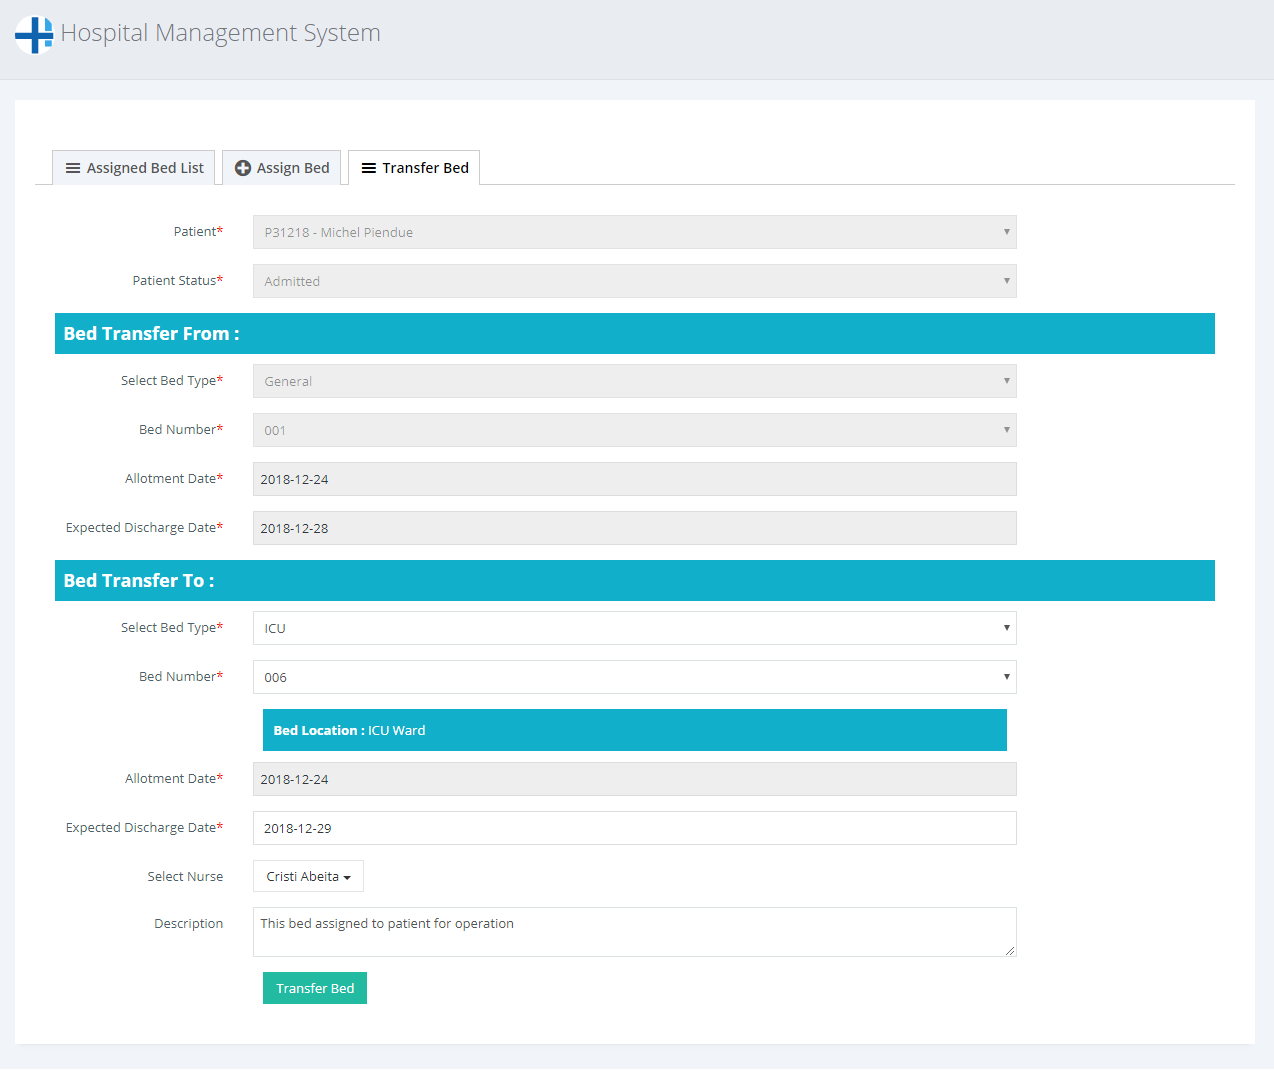 Hospital Management System
Assigned Bed List
Assign Bed
Transfer Bed
Patient*
P31218 - Michel Piendue
Patient Status*
Admitted
Bed Transfer From :
Select Bed Type*
General
Bed Number*
001
Allotment Date*
2018-12-24
Expected Discharge Date*
2018-12-28
Bed Transfer To :
Select Bed Type*
ICU
Bed Number*
006
Bed Location : ICU Ward
Allotment Date*
2018-12-24
Expected Discharge Date*
2018-12-29
Select Nurse
Cristi Abeita
Description
This bed assigned to patient for operation
Transfer Bed